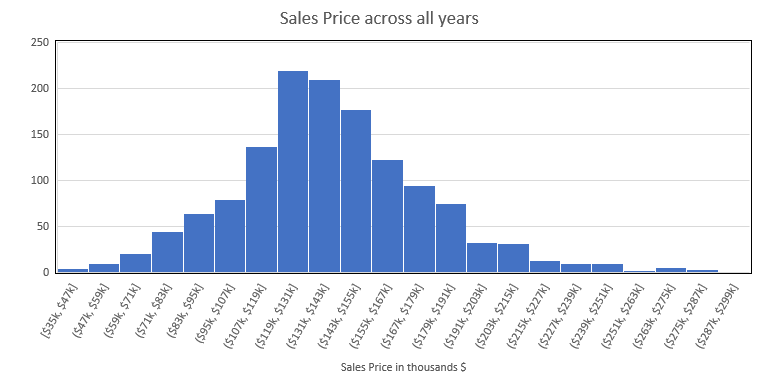 Sales Price across all years
250
200
150
100
50
0
($35k, $47k]
($47k, $59k]
($59k, $71k]
($71k, $83k]
($83k, $95k]
($95k, $107k]
($107k, $119k]
($119k, $131k]
($131k, $143k]
($143k, $155k]
($155k, $167k]
($167k, $179k]
($179k, $191k]
($191k, $203k]
($203k, $215k]
($215k, $227k]
($227k, $239k]
($239k, $251k]
($251k, $263k]
($263k, $275k]
($275k, $287k]
($287k, $299k]
Sales Price in thousands $